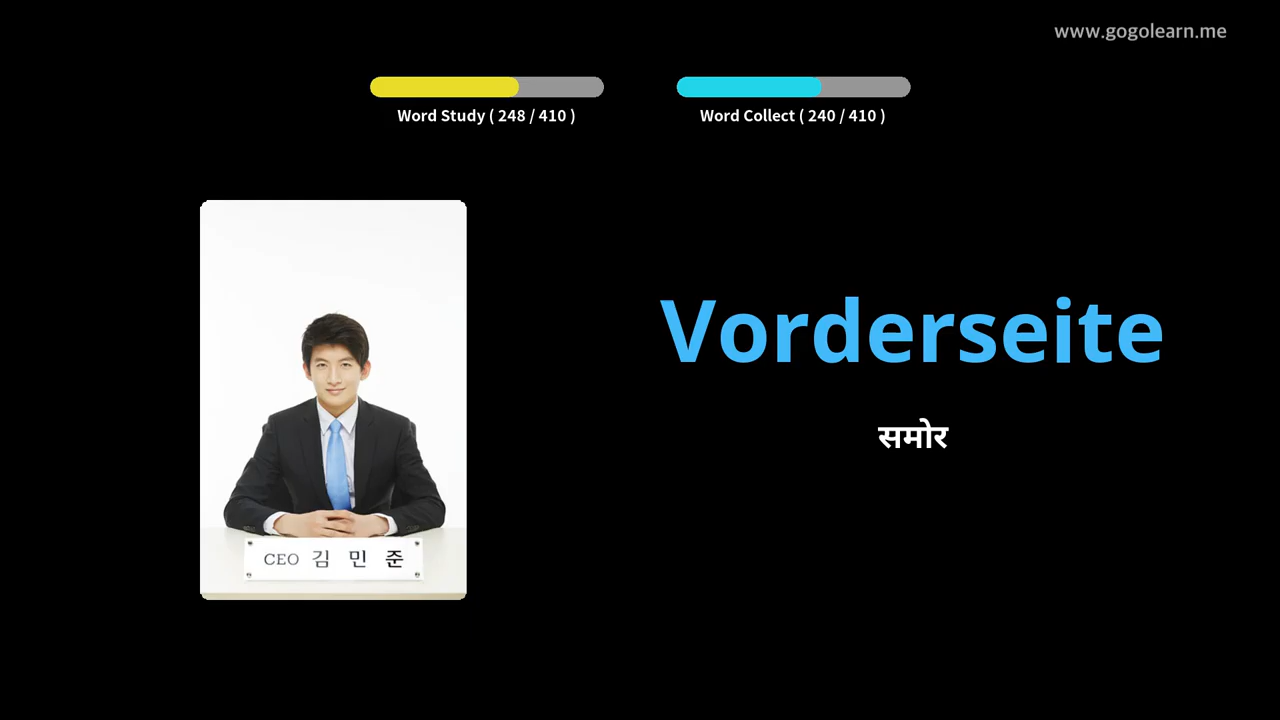 www.gogolearn.me
Word Study ( 248 / 410 )
Word Collect ( 240 / 410 )
Vorderseite
समोर
CEO 김 민 준